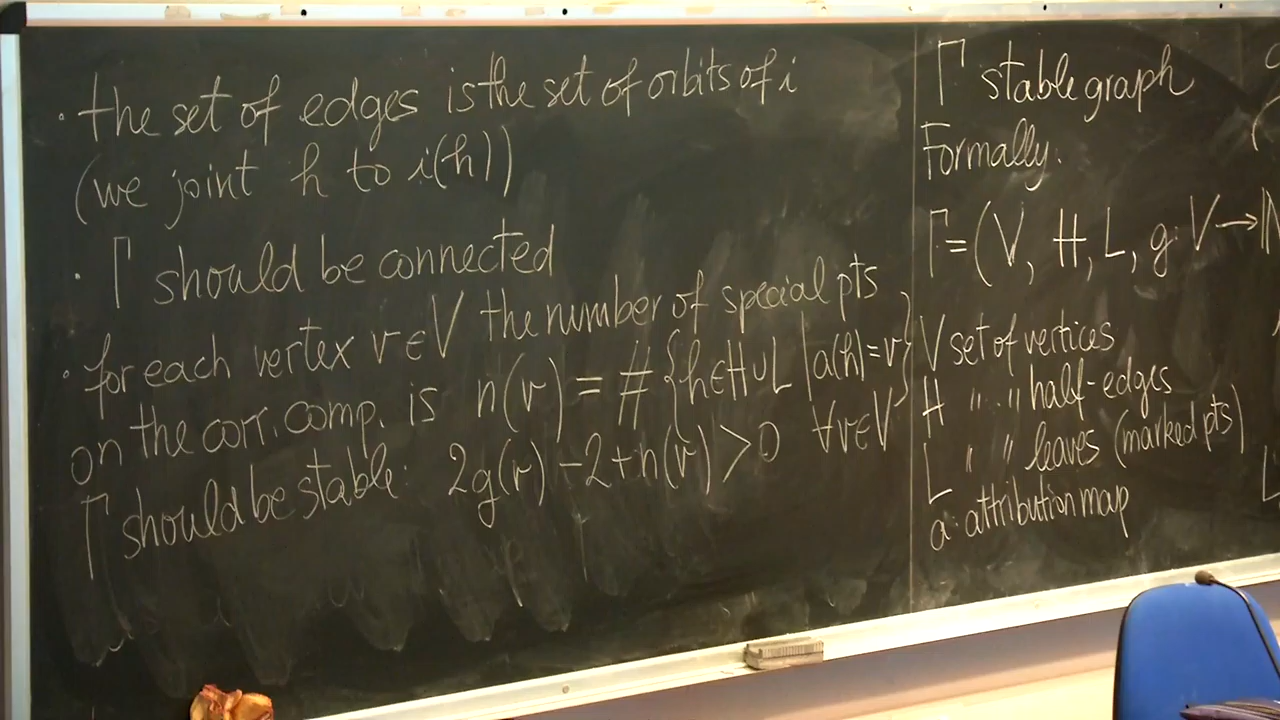 · the set of edges is the set of orbits of i
(we joint h to i(h))
· Γ should be connected
· for each vertex v∈V the number of special pts
on the corr. comp. is n(v) = # {h∈H∪L | a(h)=v}
Γ should be stable: 2g(v)-2+n(v)>0 ∀v∈V
Γ stable graph
Formally:
Γ=(V, H, L, g: V→ℕ
V set of vertices
H " " half-edges
L " " leaves (marked pts)
a: attribution map